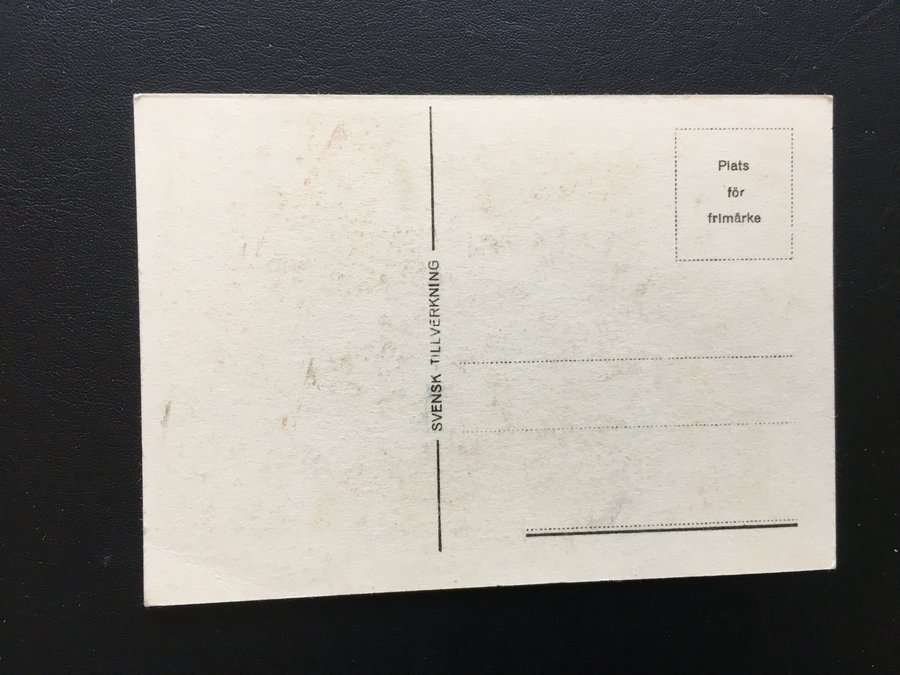 SVENSK TILLVERKNING
Plats
för
frimärke